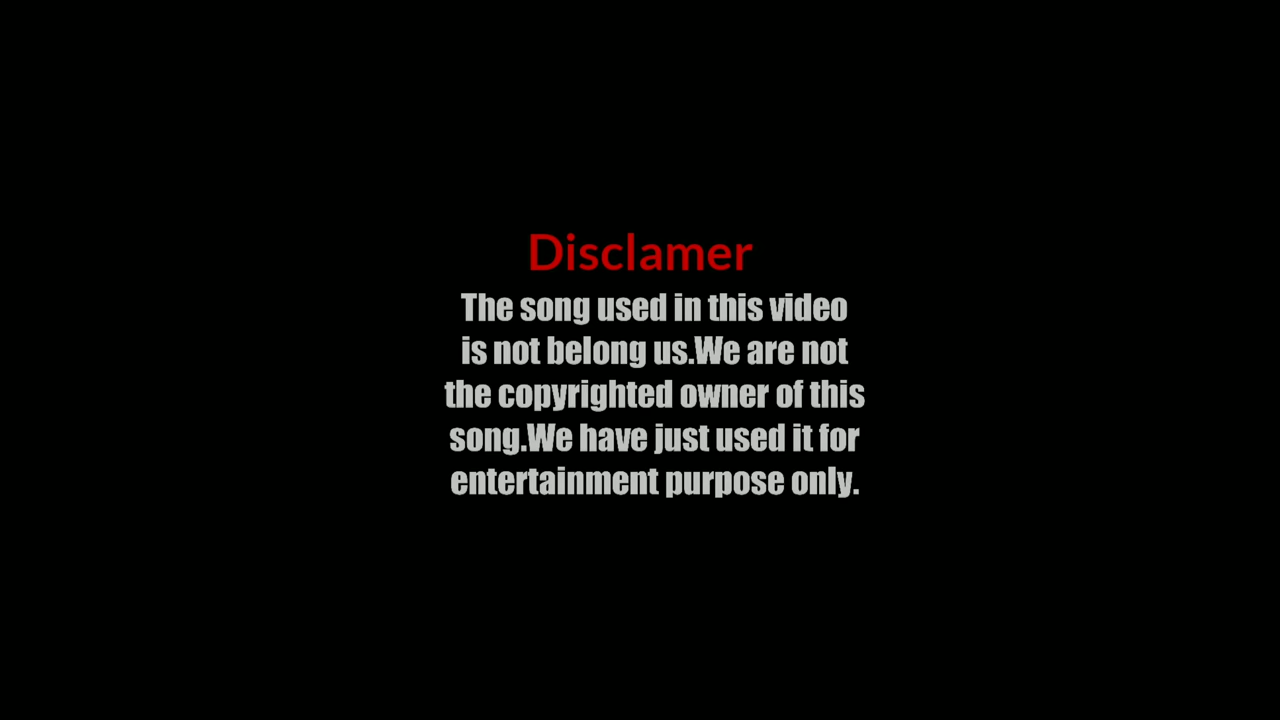 Disclamer
The song used in this video
is not belong us.We are not
the copyrighted owner of this
song.We have just used it for
entertainment purpose only.